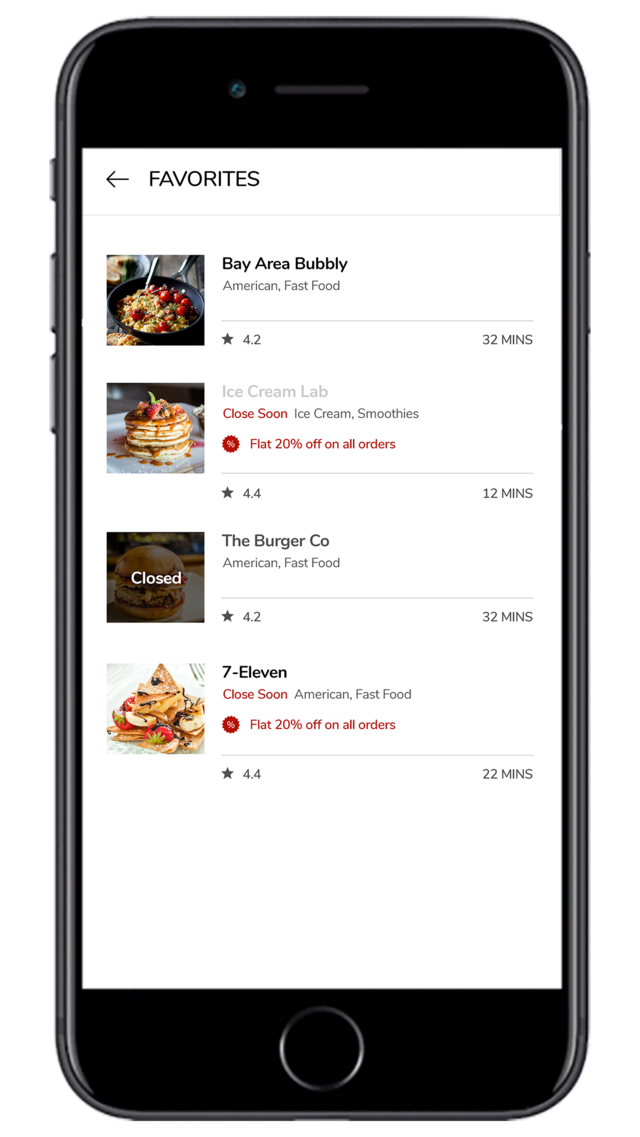 FAVORITES
Bay Area Bubbly
American, Fast Food
4.2 32 MINS
Ice Cream Lab
Close Soon Ice Cream, Smoothies
% Flat 20% off on all orders
4.4 12 MINS
The Burger Co
Closed
American, Fast Food
4.2 32 MINS
7-Eleven
Close Soon American, Fast Food
% Flat 20% off on all orders
4.4 22 MINS